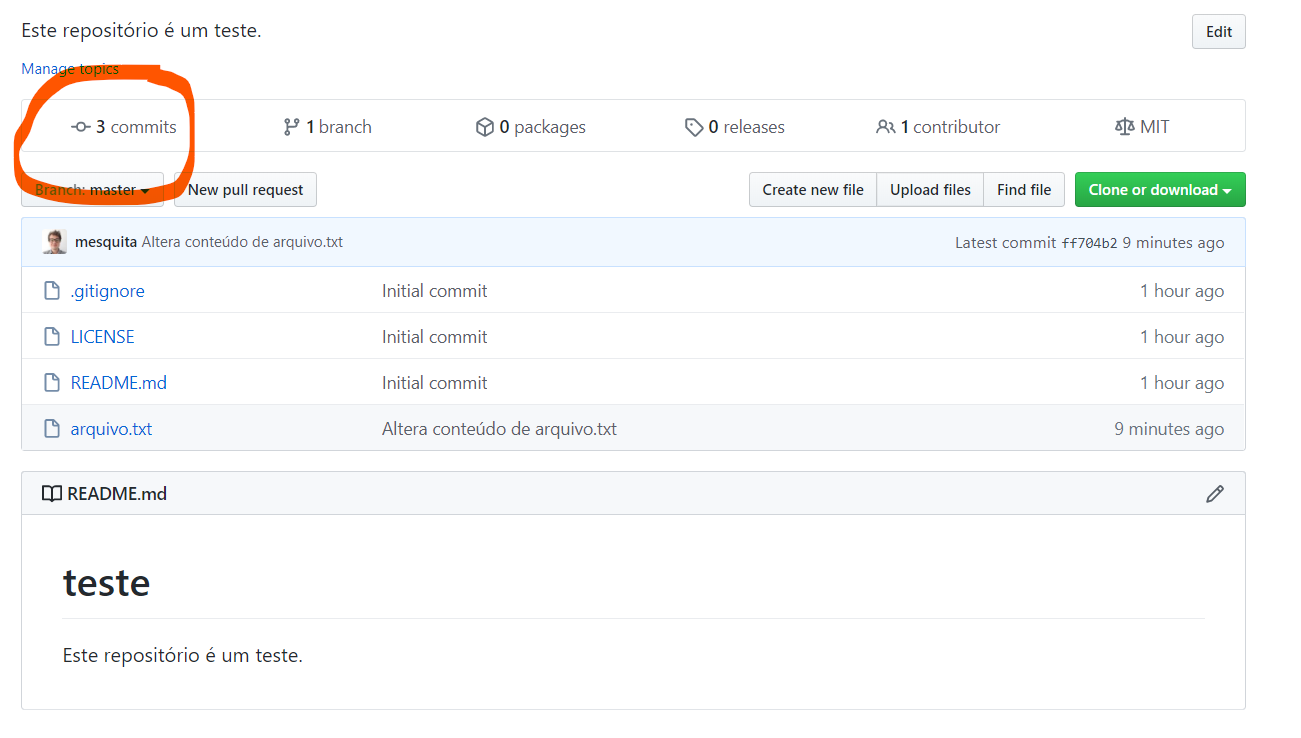 Este repositório é um teste.
Edit
Manage topics
3 commits 1 branch 0 packages 0 releases 1 contributor MIT
Branch: master New pull request Create new file Upload files Find file Clone or download
mesquita Altera conteúdo de arquivo.txt Latest commit ff704b2 9 minutes ago
.gitignore Initial commit 1 hour ago
LICENSE Initial commit 1 hour ago
README.md Initial commit 1 hour ago
arquivo.txt Altera conteúdo de arquivo.txt 9 minutes ago
README.md
teste
Este repositório é um teste.